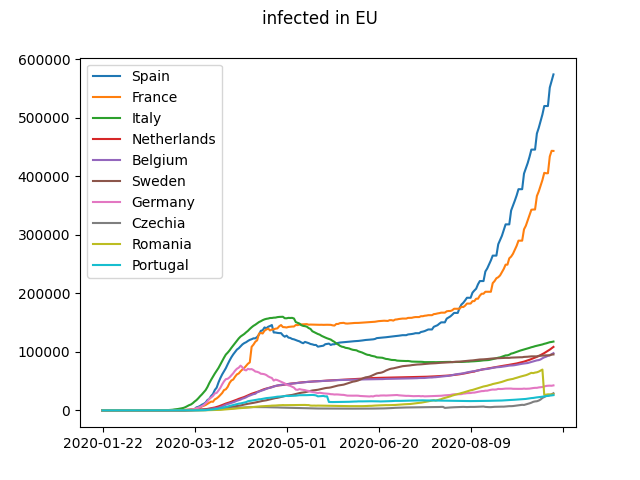 infected in EU
600000
500000
400000
300000
200000
100000
0
Spain
France
Italy
Netherlands
Belgium
Sweden
Germany
Czechia
Romania
Portugal
2020-01-22 2020-03-12 2020-05-01 2020-06-20 2020-08-09